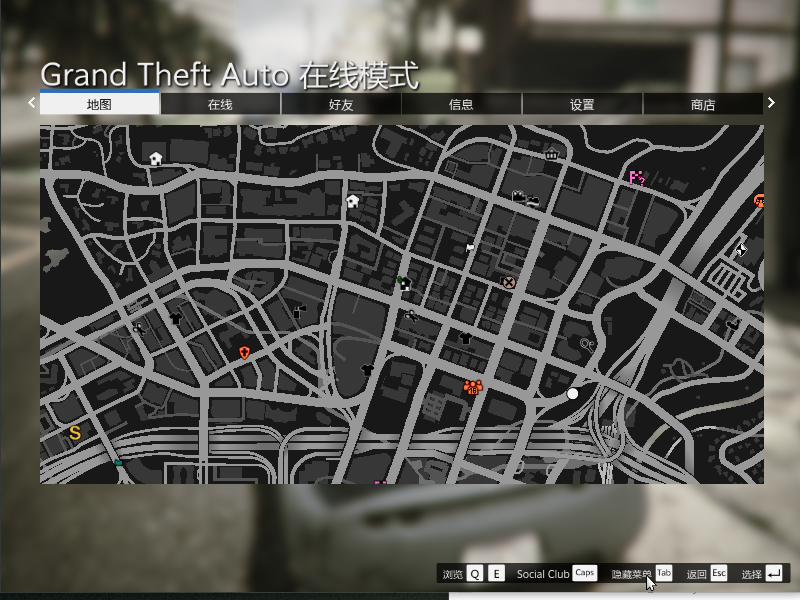 Grand Theft Auto 在线模式
地图 在线 好友 信息 设置 商店
S
浏览 Q E Social Club Caps 隐藏菜单 Tab 返回 Esc 选择